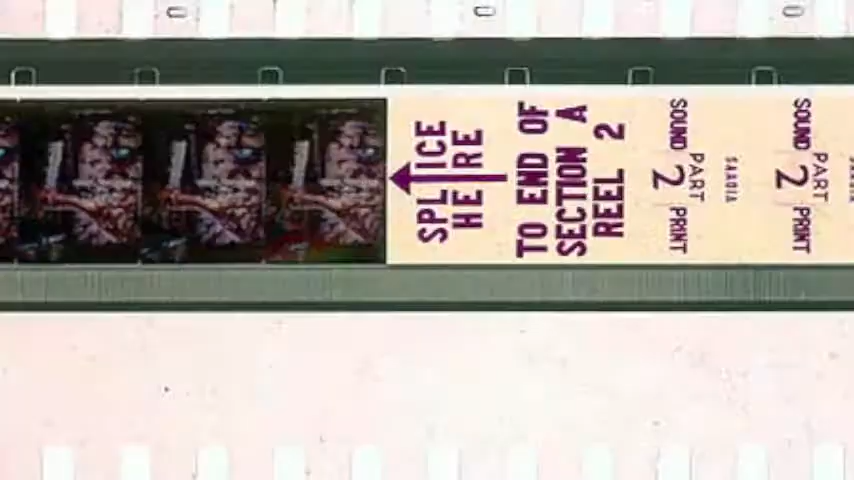 SPLICE
HERE
TO END OF
SECTION A
REEL 2
SOUND PRINT
PART
2
SOUND PRINT
PART
2